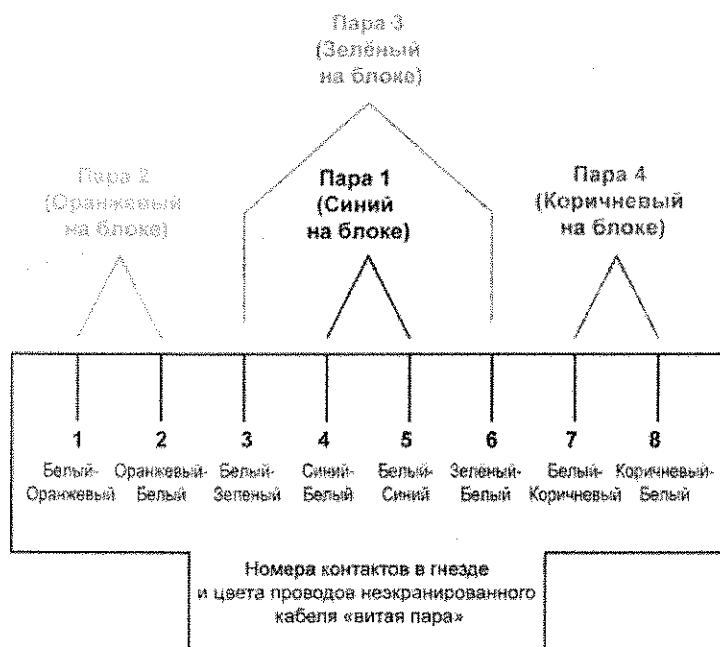 Пара 3
(Зелёный
на блоке)
Пара 2
(Оранжевый
на блоке)
Пара 1
(Синий
на блоке)
Пара 4
(Коричневый
на блоке)
1 2 3 4 5 6 7 8
Белый- Оранжевый- Белый- Синий- Белый- Зелёный- Белый- Коричневый-
Оранжевый Белый Зеленый Белый Синий Белый Коричневый Белый
Номера контактов в гнезде
и цвета проводов неэкранированного
кабеля «витая пара»